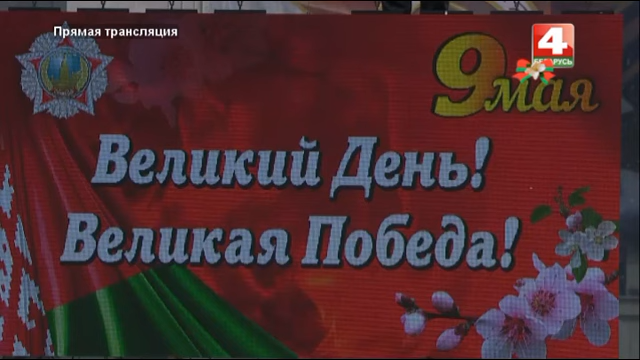 Прямая трансляция
4
БЕЛАРУСЬ
9 мая
Великий День!
Великая Победа!